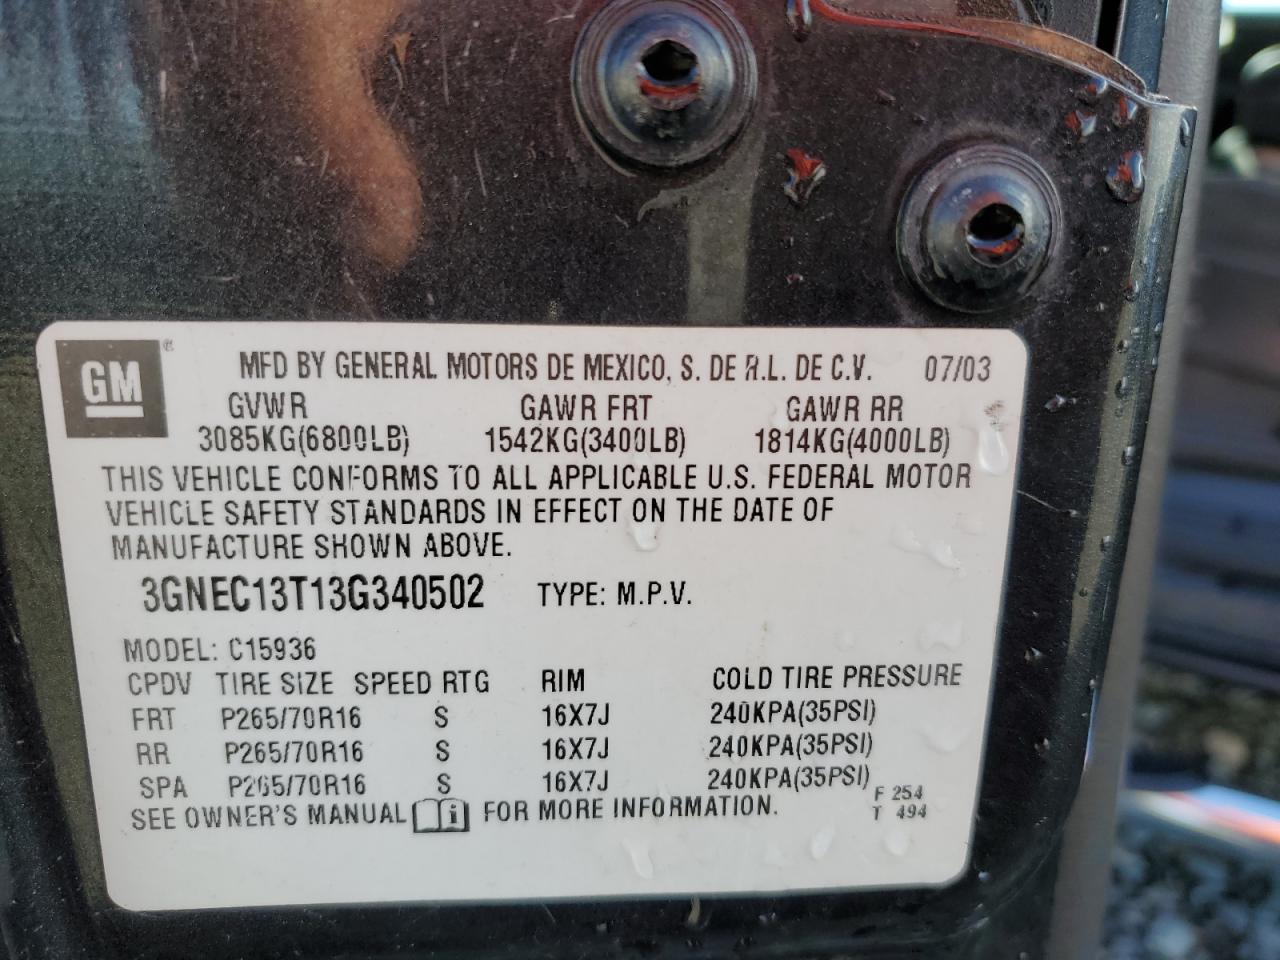 GM® MFD BY GENERAL MOTORS DE MEXICO, S. DE R.L. DE C.V. 07/03
GVWR GAWR FRT GAWR RR
3085KG(6800LB) 1542KG(3400LB) 1814KG(4000LB)
THIS VEHICLE CONFORMS TO ALL APPLICABLE U.S. FEDERAL MOTOR
VEHICLE SAFETY STANDARDS IN EFFECT ON THE DATE OF
MANUFACTURE SHOWN ABOVE.
3GNEC13T13G340502 TYPE: M.P.V.
MODEL: C15936
CPDV TIRE SIZE SPEED RTG RIM COLD TIRE PRESSURE
FRT P265/70R16 S 16X7J 240KPA(35PSI)
RR P265/70R16 S 16X7J 240KPA(35PSI)
SPA P265/70R16 S 16X7J 240KPA(35PSI)
SEE OWNER'S MANUAL i FOR MORE INFORMATION.
F 254
T 494